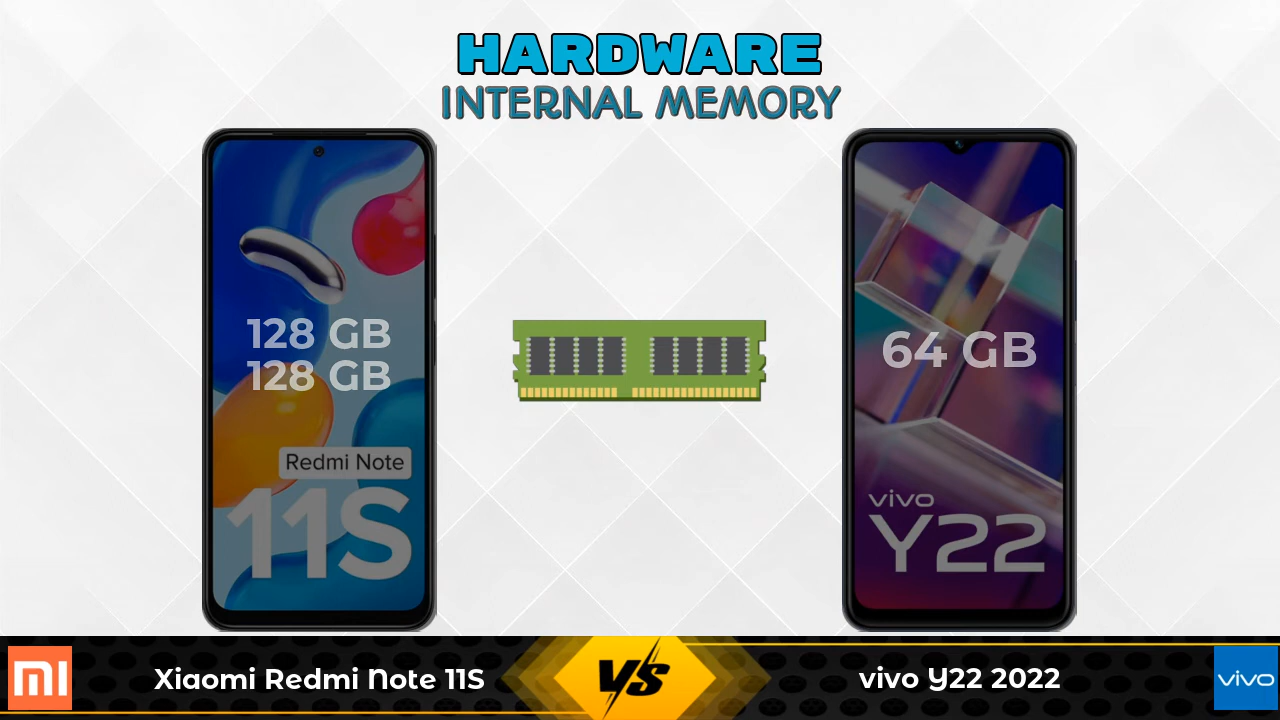 HARDWARE
INTERNAL MEMORY
128 GB
128 GB
Redmi Note
11S
64 GB
vivo
Y22
mi
Xiaomi Redmi Note 11S
VS
vivo Y22 2022
vivo